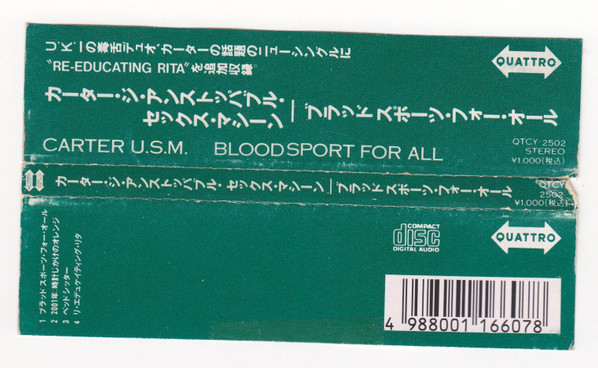 U.K.一の毒舌デュオ、カーターの話題のニューシングルに
“RE-EDUCATING RITA”を追加収録。
QUATTRO
カーター・ジ・アンストッパブル・
セックス・マシーン／ブラッドスポーツ・フォー・オール
CARTER U.S.M. BLOODSPORT FOR ALL
QTCY-2502
STEREO
¥1,000(税込)
カーター・ジ・アンストッパブル・セックス・マシーン／ブラッドスポーツ・フォー・オール
QTCY-
2502
¥1,000(税込)
1 ブラッドスポーツ・フォー・オール
2 2001年 時計じかけのオレンジ
3 ベッドシッター
4 リ・エデュケイティング・リタ
COMPACT
disc
DIGITAL AUDIO
QUATTRO
4 988001 166078